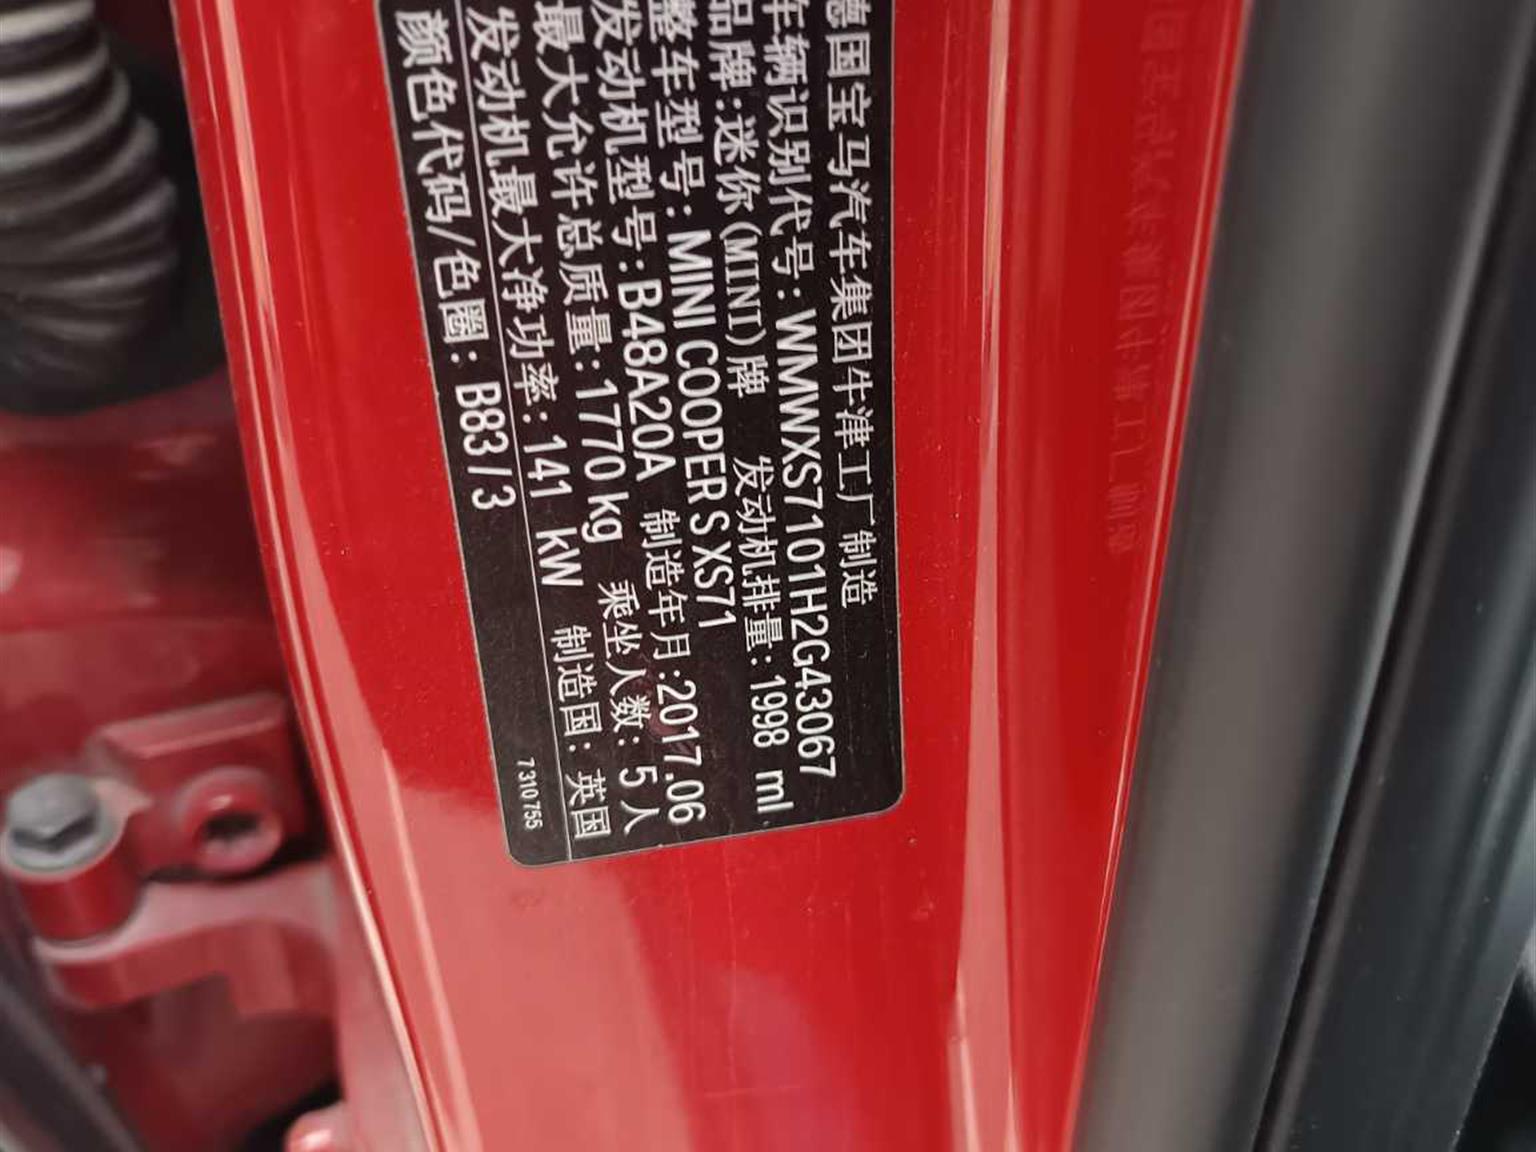 德国宝马汽车集团牛津工厂制造
车辆识别代号: WMWXS7101H2G43067
品牌:迷你(MINI)牌 发动机排量:1998 ml
整车型号: MINI COOPER S XS71
发动机型号:B48A20A 制造年月:2017.06
最大允许总质量:1770 kg 乘坐人数: 5人
发动机最大净功率: 141 kW 制造国: 英国
颜色代码/色圈: B83/3 7 310 755